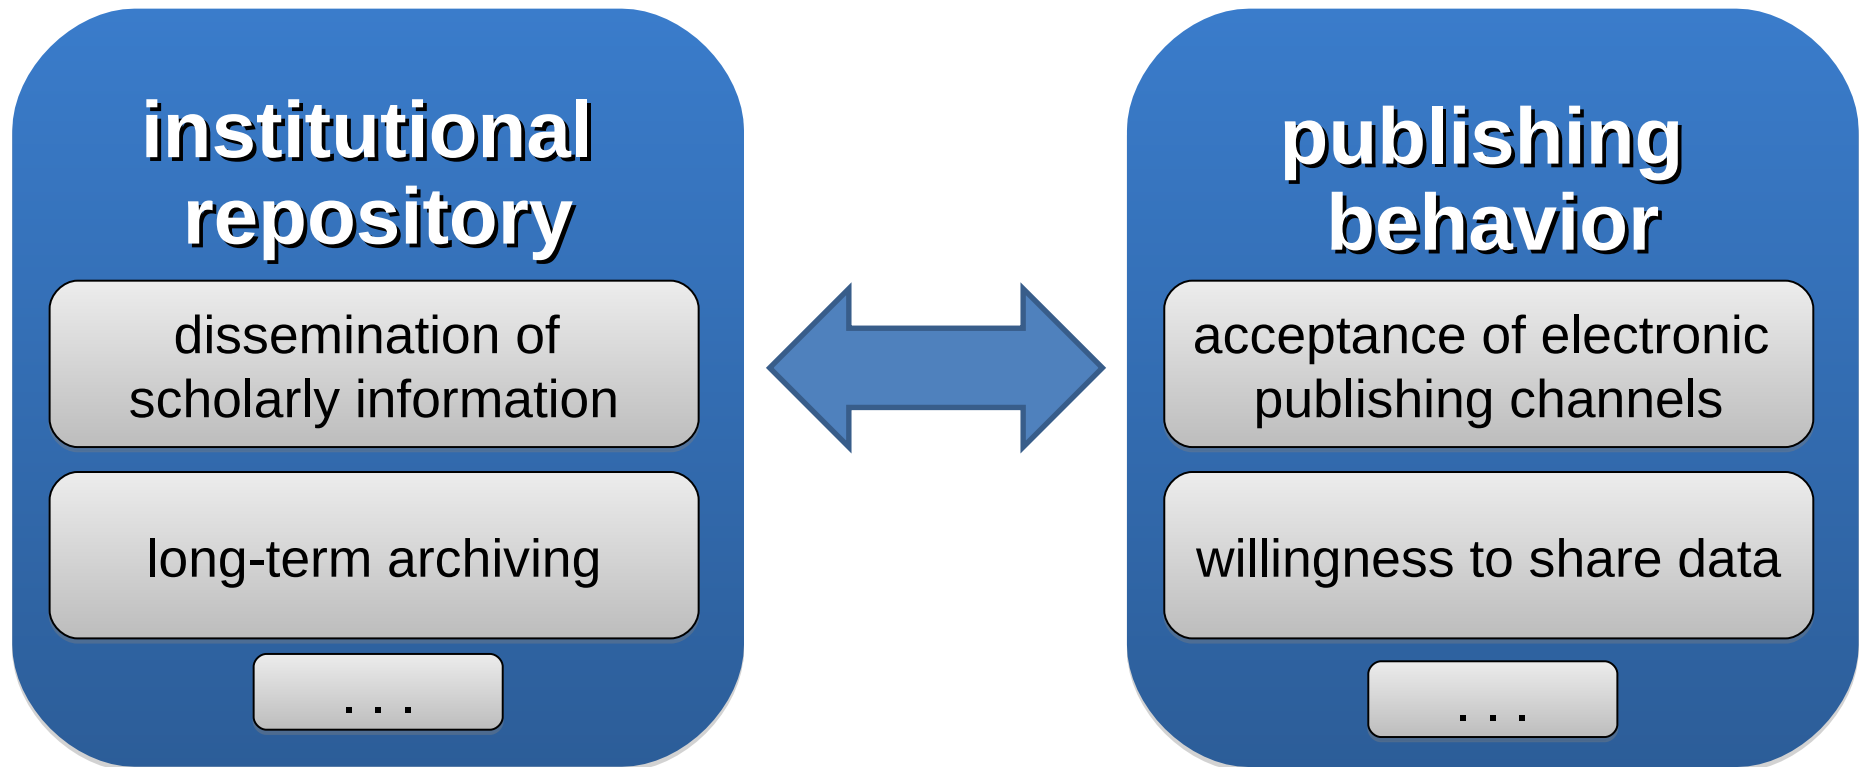 institutional
repository
dissemination of
scholarly information
long-term archiving
. . .
publishing
behavior
acceptance of electronic
publishing channels
willingness to share data
. . .